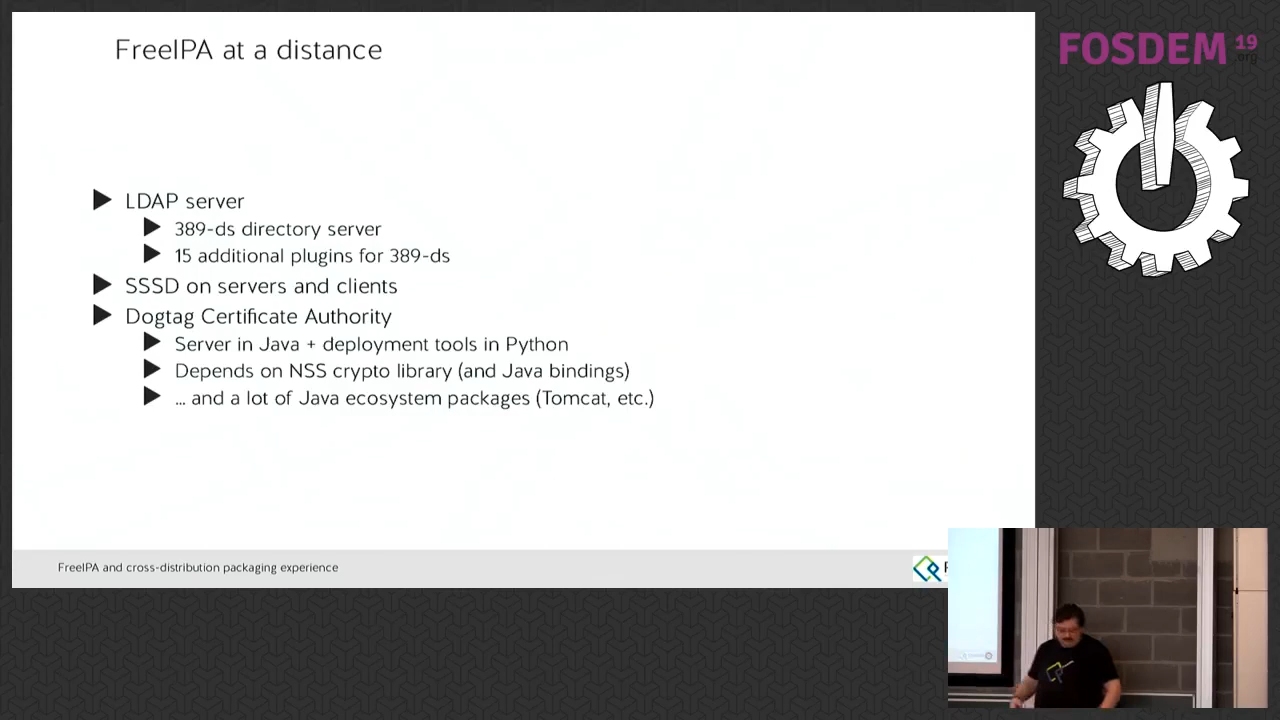 FreeIPA at a distance
FOSDEM 19
.org
LDAP server
389-ds directory server
15 additional plugins for 389-ds
SSSD on servers and clients
Dogtag Certificate Authority
Server in Java + deployment tools in Python
Depends on NSS crypto library (and Java bindings)
... and a lot of Java ecosystem packages (Tomcat, etc.)
FreeIPA and cross-distribution packaging experience